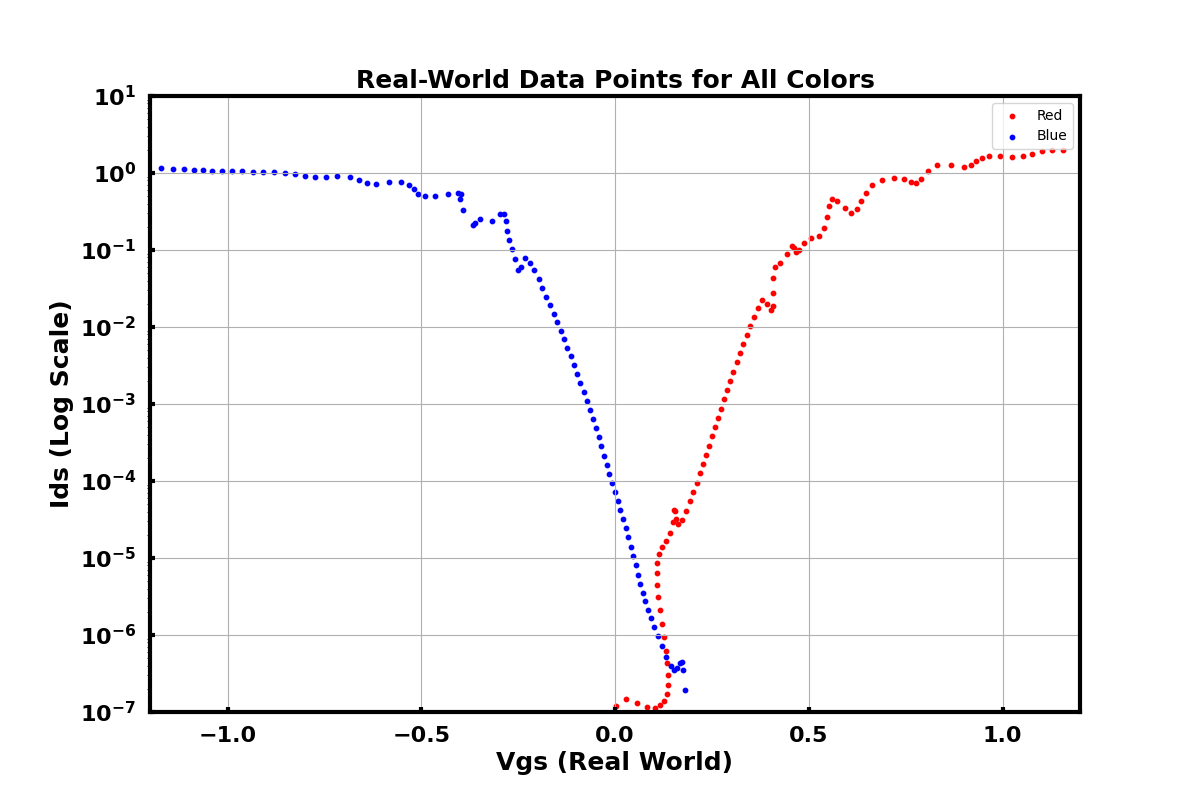 Real-World Data Points for All Colors
Red
Blue
Ids (Log Scale)
10¹
10⁰
10⁻¹
10⁻²
10⁻³
10⁻⁴
10⁻⁵
10⁻⁶
10⁻⁷
−1.0 −0.5 0.0 0.5 1.0
Vgs (Real World)